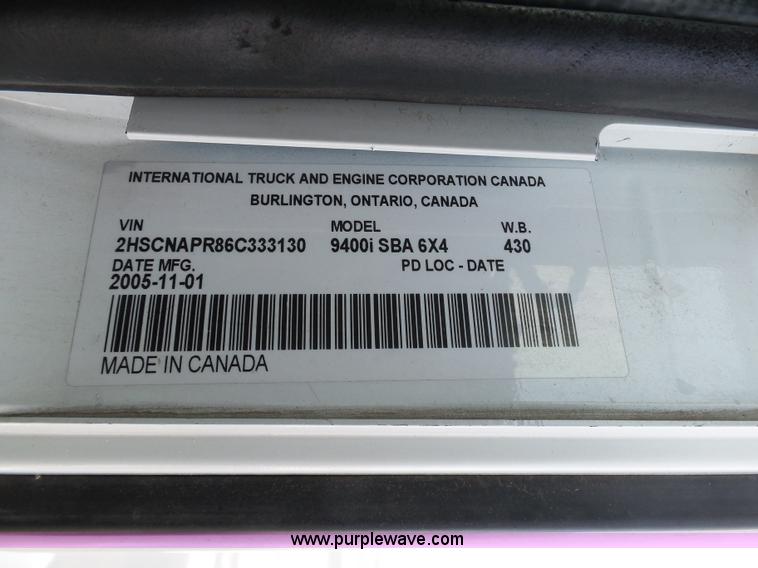 INTERNATIONAL TRUCK AND ENGINE CORPORATION CANADA
BURLINGTON, ONTARIO, CANADA
VIN MODEL W.B.
2HSCNAPR86C333130 9400i SBA 6X4 430
DATE MFG. PD LOC - DATE
2005-11-01
MADE IN CANADA
www.purplewave.com